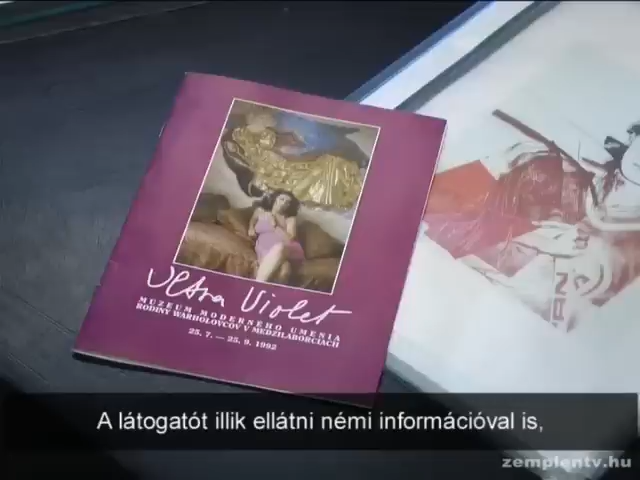 Ultra Violet
MÚZEUM MODERNÉHO UMENIA
RODINY WARHOLOVCOV V MEDZILABORCIACH
25. 7. — 25. 9. 1992
A látogatót illik ellátni némi információval is,
zemplentv.hu